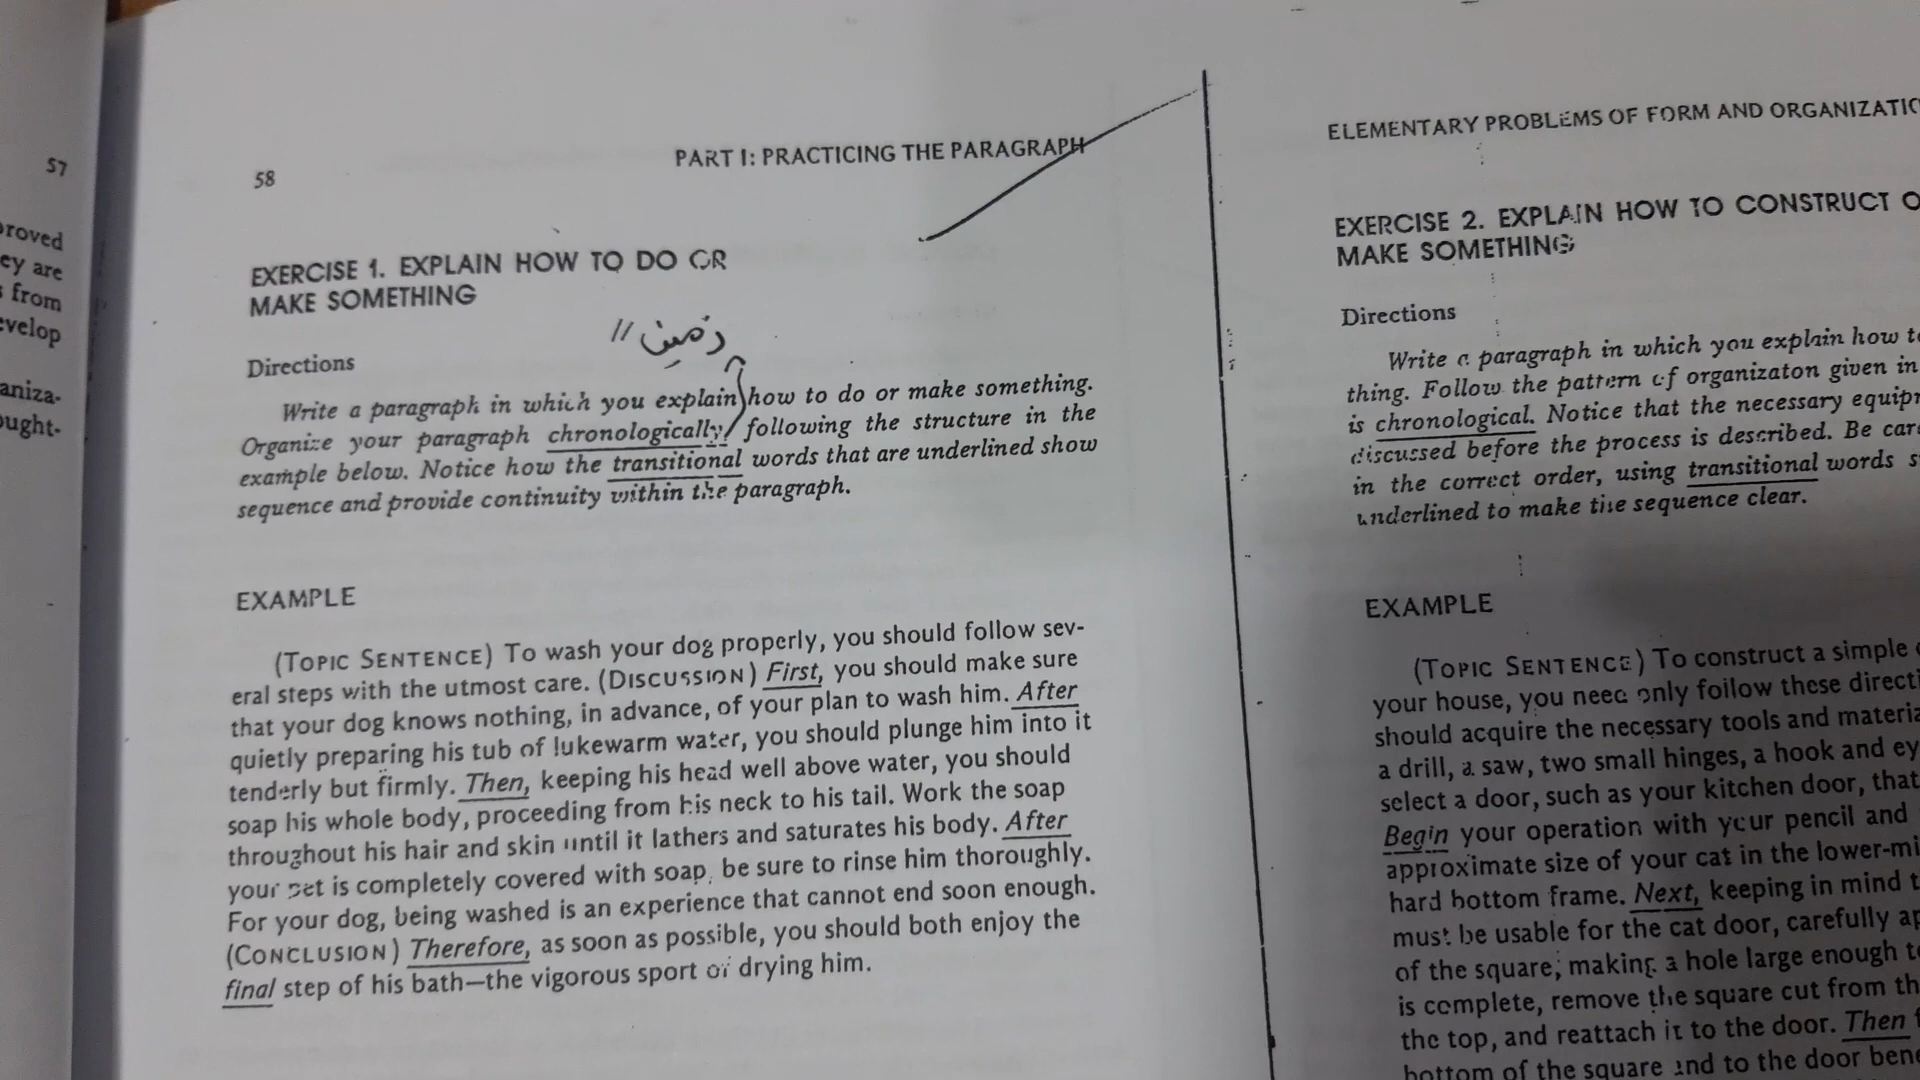 57
proved
ey are
s from
evelop
aniza-
ought-
58
PART I: PRACTICING THE PARAGRAPH
EXERCISE 1. EXPLAIN HOW TO DO OR
MAKE SOMETHING
Directions
Write a paragraph in which you explain how to do or make something.
Organize your paragraph chronologically, following the structure in the
example below. Notice how the transitional words that are underlined show
sequence and provide continuity within the paragraph.
EXAMPLE
(TOPIC SENTENCE) To wash your dog properly, you should follow sev-
eral steps with the utmost care. (DISCUSSION) First, you should make sure
that your dog knows nothing, in advance, of your plan to wash him. After
quietly preparing his tub of lukewarm water, you should plunge him into it
tenderly but firmly. Then, keeping his head well above water, you should
soap his whole body, proceeding from his neck to his tail. Work the soap
throughout his hair and skin until it lathers and saturates his body. After
your pet is completely covered with soap, be sure to rinse him thoroughly.
For your dog, being washed is an experience that cannot end soon enough.
(CONCLUSION) Therefore, as soon as possible, you should both enjoy the
final step of his bath—the vigorous sport of drying him.
ELEMENTARY PROBLEMS OF FORM AND ORGANIZATIO
EXERCISE 2. EXPLAIN HOW TO CONSTRUCT O
MAKE SOMETHING
Directions
Write a paragraph in which you explain how to
thing. Follow the pattern of organizaton given in
is chronological. Notice that the necessary equipm
discussed before the process is described. Be care
in the correct order, using transitional words s
underlined to make the sequence clear.
EXAMPLE
(TOPIC SENTENCE) To construct a simple c
your house, you need only follow these directi
should acquire the necessary tools and materia
a drill, a saw, two small hinges, a hook and ey
select a door, such as your kitchen door, that
Begin your operation with your pencil and
approximate size of your cat in the lower-mi
hard bottom frame. Next, keeping in mind t
must be usable for the cat door, carefully ap
of the square, making a hole large enough to
is complete, remove the square cut from th
the top, and reattach it to the door. Then f
bottom of the square and to the door bene